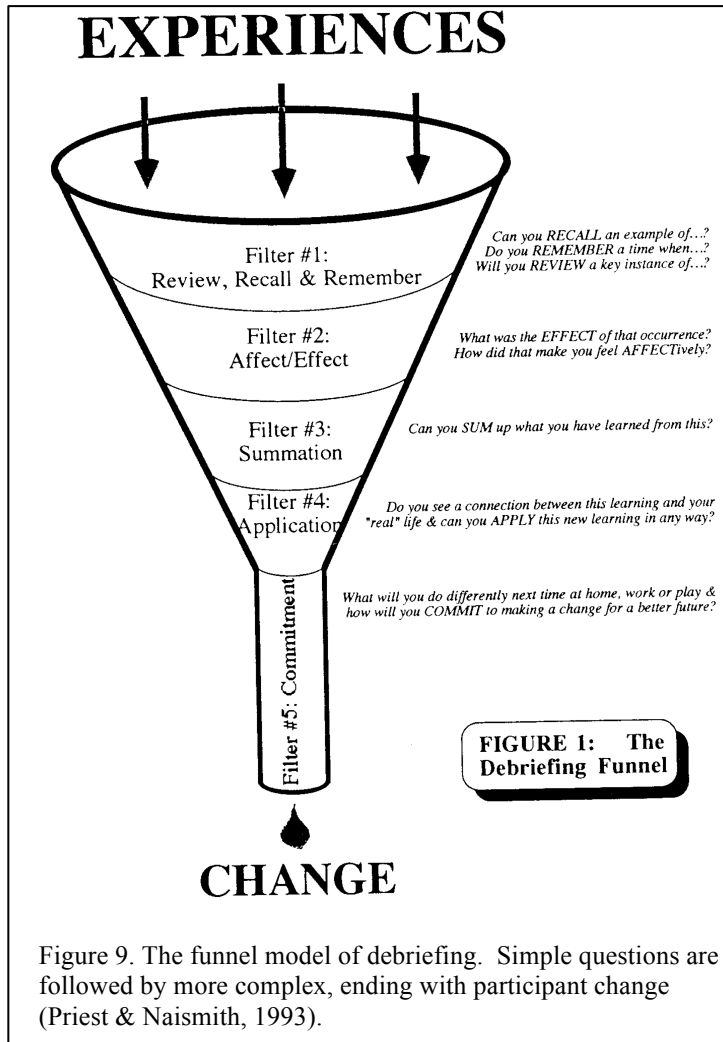 EXPERIENCES
Filter #1:
Review, Recall & Remember
Can you RECALL an example of...?
Do you REMEMBER a time when...?
Will you REVIEW a key instance of...?
Filter #2:
Affect/Effect
What was the EFFECT of that occurrence?
How did that make you feel AFFECTively?
Filter #3:
Summation
Can you SUM up what you have learned from this?
Filter #4:
Application
Do you see a connection between this learning and your
"real" life & can you APPLY this new learning in any way?
Filter #5: Commitment
What will you do differently next time at home, work or play &
how will you COMMIT to making a change for a better future?
FIGURE 1: The
Debriefing Funnel
CHANGE
Figure 9. The funnel model of debriefing. Simple questions are
followed by more complex, ending with participant change
(Priest & Naismith, 1993).